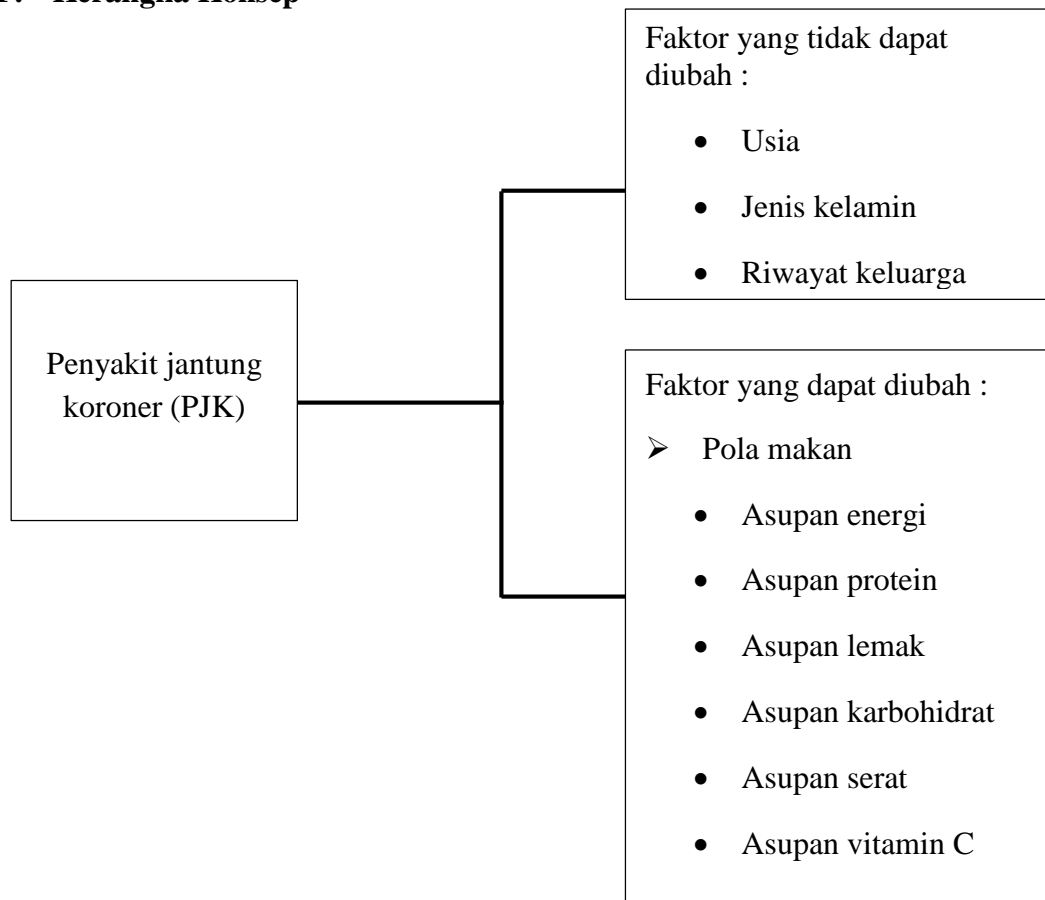 Kerangka Konsep
Faktor yang tidak dapat
diubah :
• Usia
• Jenis kelamin
• Riwayat keluarga
Penyakit jantung
koroner (PJK)
Faktor yang dapat diubah :
➢ Pola makan
• Asupan energi
• Asupan protein
• Asupan lemak
• Asupan karbohidrat
• Asupan serat
• Asupan vitamin C